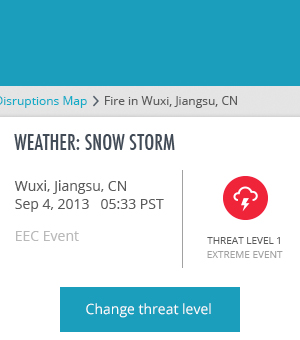 Disruptions Map > Fire in Wuxi, Jiangsu, CN
WEATHER: SNOW STORM
Wuxi, Jiangsu, CN
Sep 4, 2013 05:33 PST
EEC Event
THREAT LEVEL 1
EXTREME EVENT
Change threat level